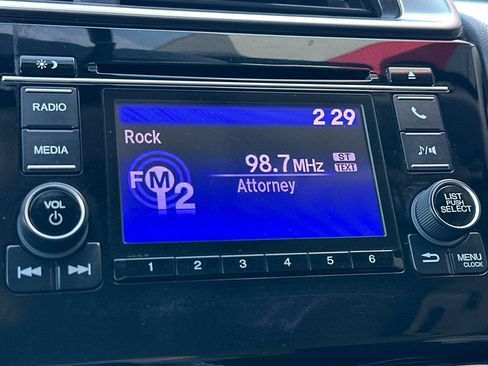 2 29
RADIO
Rock
MEDIA
98.7 MHz
ST
TEXT
FM 2
Attorney
VOL
LIST
PUSH
SELECT
1 2 3 4 5 6
MENU
CLOCK